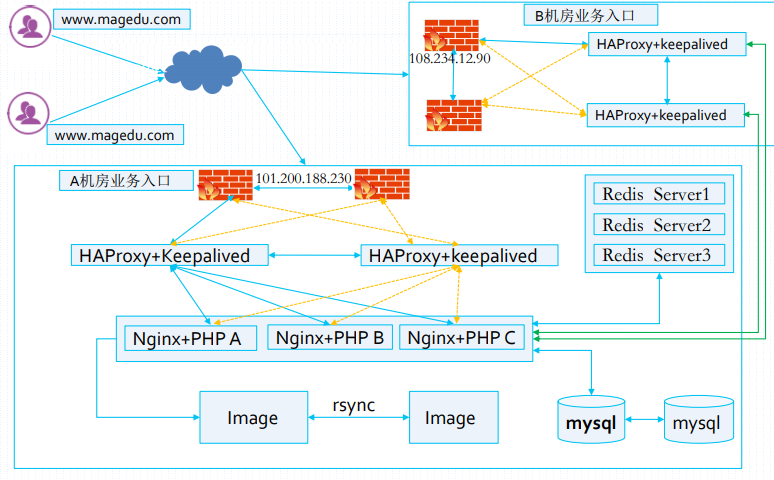 www.magedu.com
B机房业务入口
108.234.12.90
HAProxy+keepalived
HAProxy+keepalived
www.magedu.com
A机房业务入口
101.200.188.230
Redis Server1
Redis Server2
Redis Server3
HAProxy+Keepalived
HAProxy+keepalived
Nginx+PHP A
Nginx+PHP B
Nginx+PHP C
Image
rsync
Image
mysql
mysql